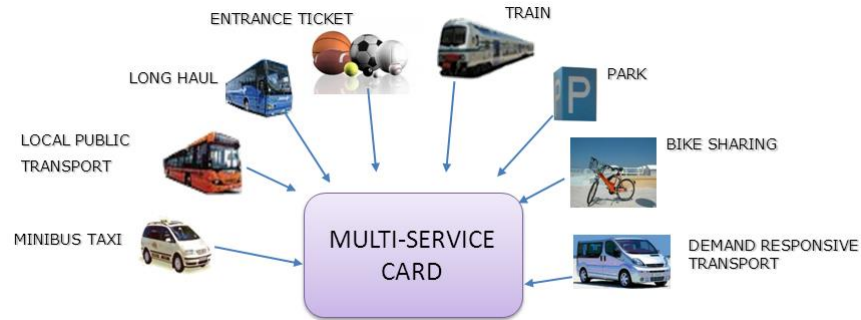 ENTRANCE TICKET
TRAIN
LONG HAUL
PARK
P
LOCAL PUBLIC
TRANSPORT
BIKE SHARING
MINIBUS TAXI
MULTI-SERVICE
CARD
DEMAND RESPONSIVE
TRANSPORT